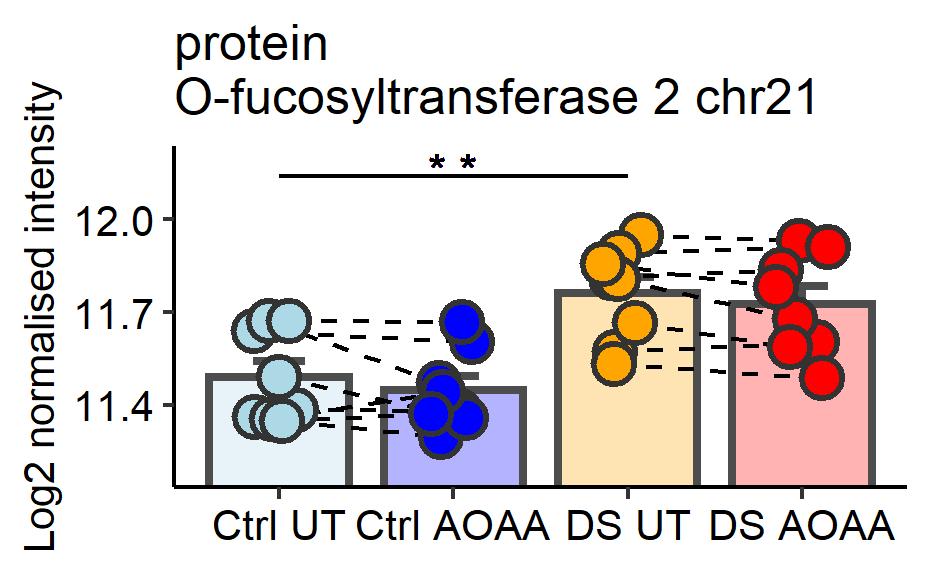 protein
O-fucosyltransferase 2 chr21
Log2 normalised intensity
* *
12.0
11.7
11.4
Ctrl UT Ctrl AOAA DS UT DS AOAA